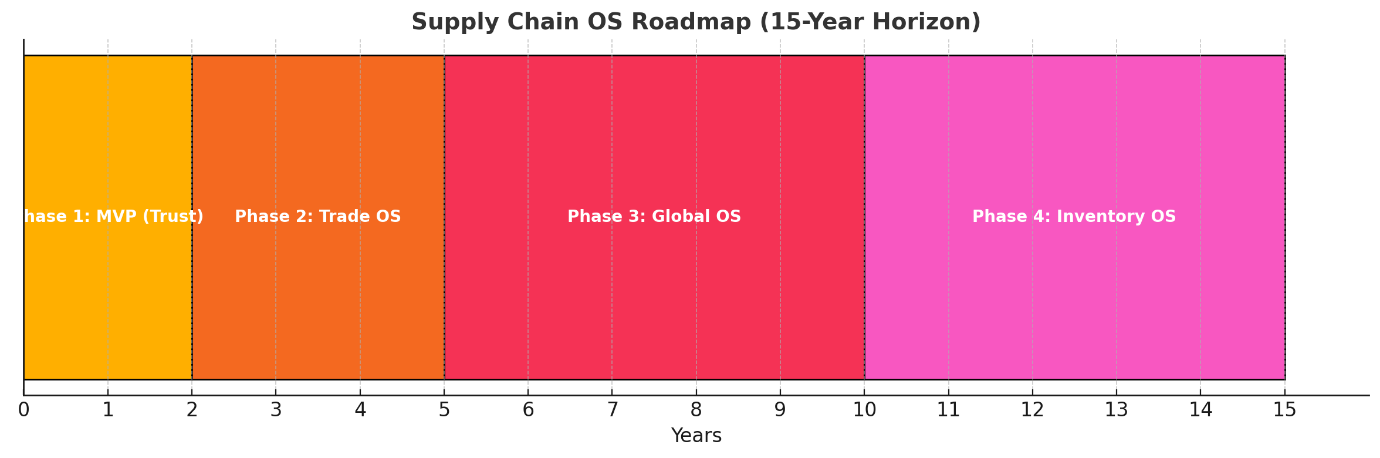 Supply Chain OS Roadmap (15-Year Horizon)
hase 1: MVP (Trust) Phase 2: Trade OS Phase 3: Global OS Phase 4: Inventory OS
0 1 2 3 4 5 6 7 8 9 10 11 12 13 14 15
Years